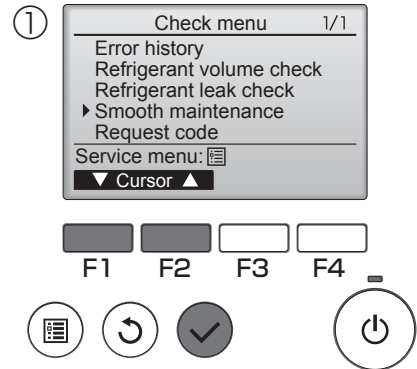 ①
Check menu 1/1
Error history
Refrigerant volume check
Refrigerant leak check
Smooth maintenance
Request code
Service menu:
▼ Cursor ▲
F1 F2 F3 F4